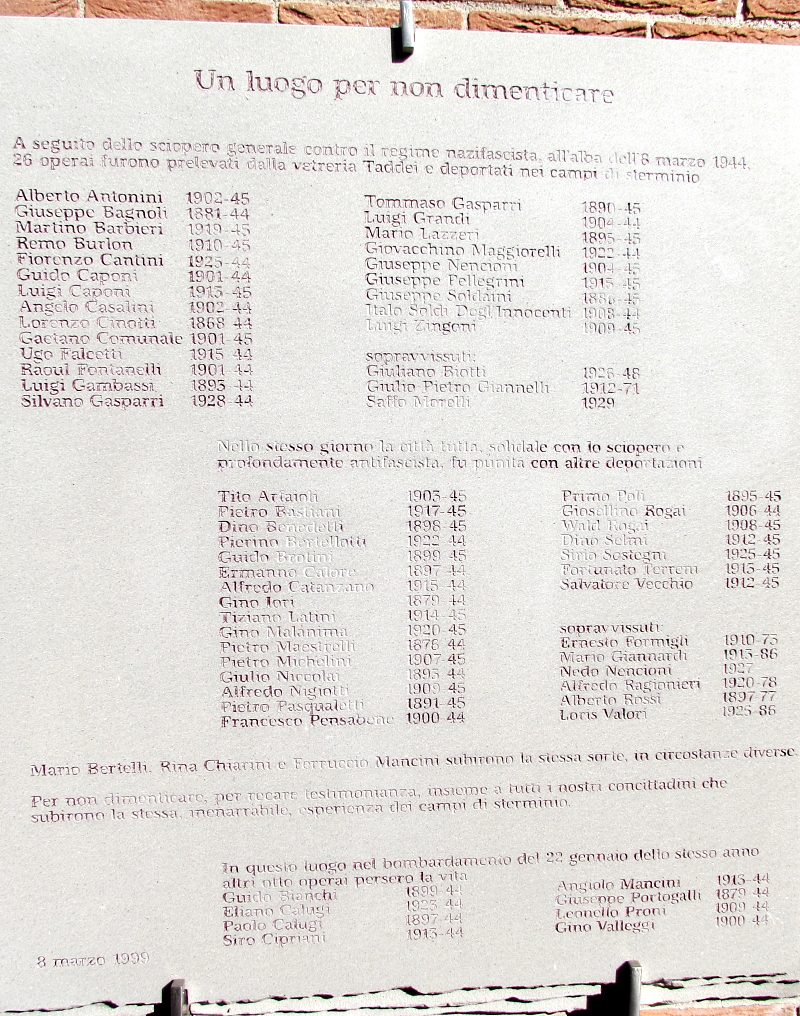 Un luogo per non dimenticare
A seguito dello sciopero generale contro il regime nazifascista, all'alba dell'8 marzo 1944,
26 operai furono prelevati dalla vetreria Taddei e deportati nei campi di sterminio
Alberto Antonini 1902-45
Giuseppe Bagnoli 1881-44
Martino Barbieri 1919-45
Remo Burlon 1910-45
Fiorenzo Cantini 1925-44
Guido Caponi 1901-44
Luigi Caponi 1913-45
Angelo Casalini 1902-44
Lorenzo Cinotti 1868-44
Gaetano Comunale 1901-45
Ugo Falcetti 1915-44
Raoul Fontanelli 1901-44
Luigi Gambassi 1893-44
Silvano Gasparri 1928-44
Tommaso Gasparri 1890-45
Luigi Grandi 1904-44
Mario Lazzeri 1895-45
Giovacchino Maggiorelli 1922-44
Giuseppe Nencioni 1904-45
Giuseppe Pellegrini 1915-45
Giuseppe Soldaini
Italo Soldi Degl'Innocenti 1908-44
Luigi Zingoni 1909-45
sopravvissuti:
Giuliano Biotti 1926-48
Giulio Pietro Giannelli 1912-71
Saffo Morelli 1929
Nello stesso giorno la città tutta, solidale con lo sciopero e
profondamente antifascista, fu punita con altre deportazioni
Tito Artaioli 1903-45
Pietro Bastiani 1917-45
Dino Benedetti 1898-45
Pierino Bertellotti 1922-44
Guido Brotini 1899-45
Ermanno Calore 1897-44
Alfredo Catanzano 1915-44
Gino Iori 1879-44
Tiziano Latini 1914-45
Gino Malanima 1920-45
Pietro Maestrelli 1876-44
Pietro Michelini 1907-45
Giulio Niccolai 1893-44
Alfredo Nigiotti 1909-45
Pietro Pasqualetti 1891-45
Francesco Pensabene 1900-44
Primo Poli 1895-45
Giosellino Rogai 1906-44
Wald Rogai 1908-45
Dino Selmi 1912-45
Sirio Sostegni 1925-45
Fortunato Terreni 1913-45
Salvatore Vecchio 1912-45
sopravvissuti:
Ernesto Formigli 1910-75
Mario Giannardi 1915-86
Nedo Nencioni 1927
Alfredo Ragionieri 1920-78
Alberto Rossi 1897-77
Loris Valori 1925-86
Mario Bertelli, Rina Chiarini e Ferruccio Mancini subirono la stessa sorte, in circostanze diverse.
Per non dimenticare, per recare testimonianza, insieme a tutti i nostri concittadini che
subirono la stessa, inenarrabile, esperienza dei campi di sterminio.
In questo luogo nel bombardamento del 22 gennaio dello stesso anno
altri otto operai persero la vita
Guido Bianchi 1899-44
Eliano Calugi 1923-44
Paolo Calugi 1897-44
Siro Cipriani 1913-44
Angiolo Mancini 1913-44
Giuseppe Portogalli 1879-44
Leonello Proni 1909-44
Gino Valleggi 1900-44
8 marzo 1999